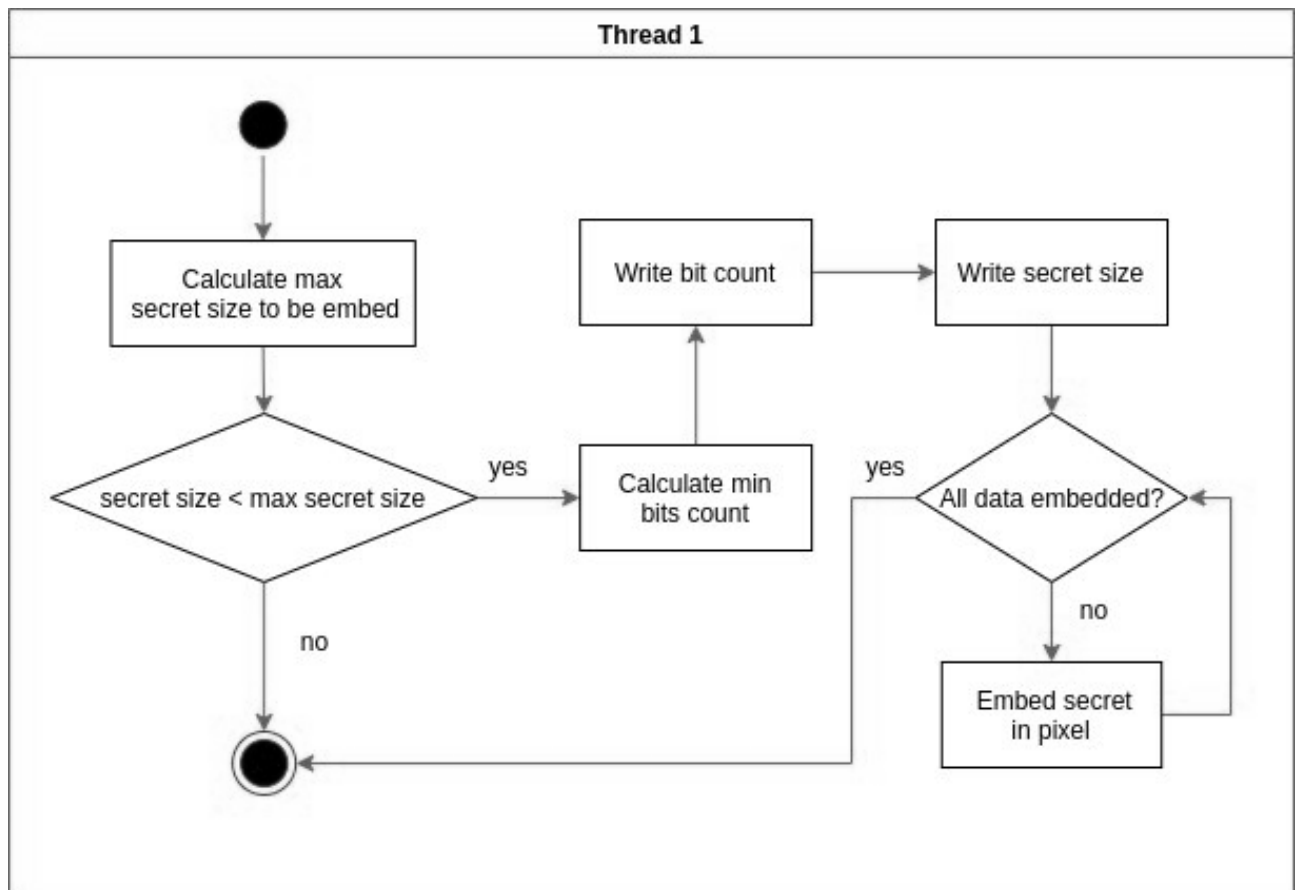 Thread 1
Calculate max
secret size to be embed
secret size < max secret size
yes
no
Calculate min
bits count
Write bit count
Write secret size
All data embedded?
yes
no
Embed secret
in pixel